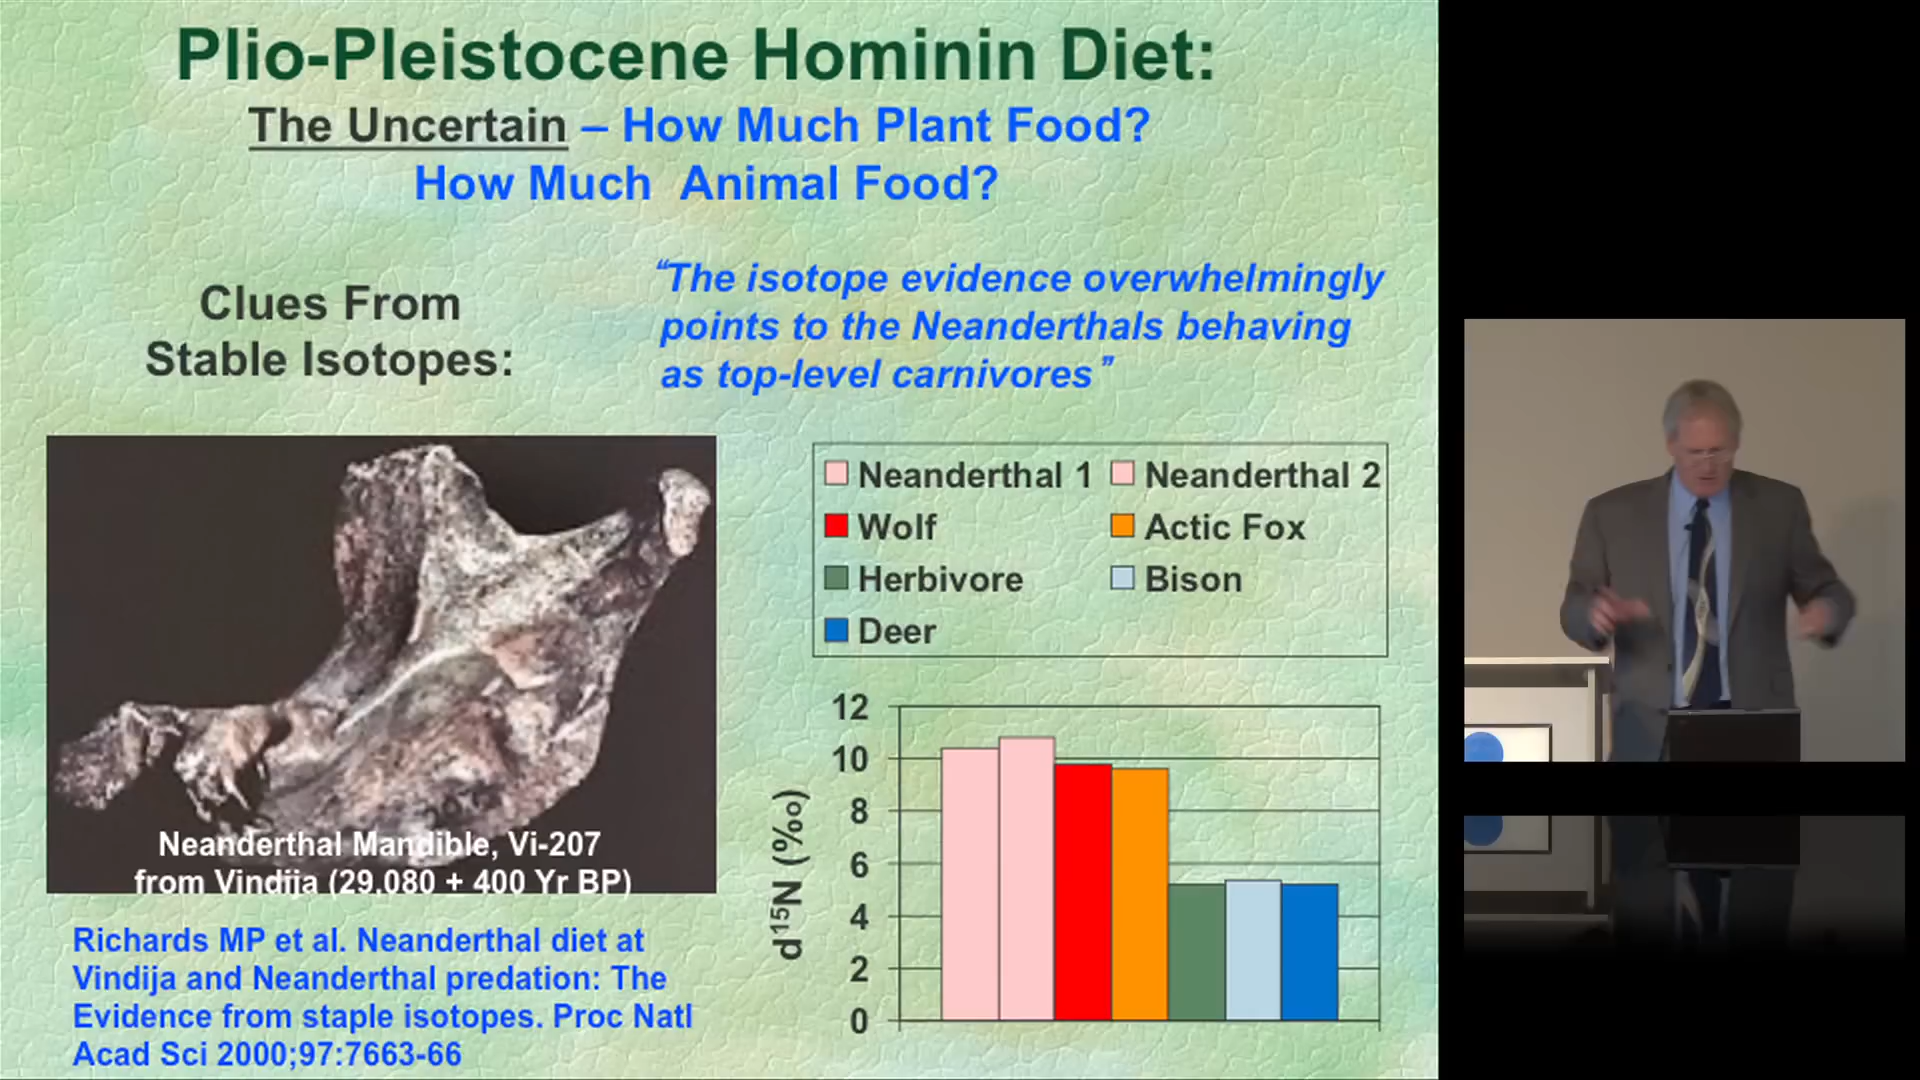 Plio-Pleistocene Hominin Diet:
The Uncertain – How Much Plant Food?
How Much Animal Food?
Clues From
Stable Isotopes:
“The isotope evidence overwhelmingly
points to the Neanderthals behaving
as top-level carnivores”
Neanderthal Mandible, Vi-207
from Vindija (29,080 + 400 Yr BP)
Richards MP et al. Neanderthal diet at
Vindija and Neanderthal predation: The
Evidence from staple isotopes. Proc Natl
Acad Sci 2000;97:7663-66
Neanderthal 1 Neanderthal 2
Wolf Actic Fox
Herbivore Bison
Deer
d15N (‰)
12
10
8
6
4
2
0